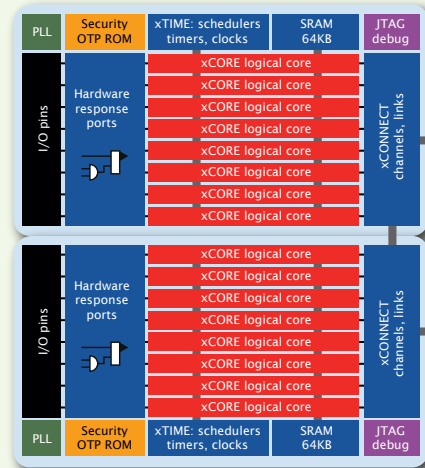 PLL
Security
OTP ROM
xTIME: schedulers
timers, clocks
SRAM
64KB
JTAG
debug
I/O pins
Hardware
response
ports
xCORE logical core
xCORE logical core
xCORE logical core
xCORE logical core
xCORE logical core
xCORE logical core
xCORE logical core
xCORE logical core
xCONNECT
channels, links
I/O pins
Hardware
response
ports
xCORE logical core
xCORE logical core
xCORE logical core
xCORE logical core
xCORE logical core
xCORE logical core
xCORE logical core
xCORE logical core
xCONNECT
channels, links
PLL
Security
OTP ROM
xTIME: schedulers
timers, clocks
SRAM
64KB
JTAG
debug